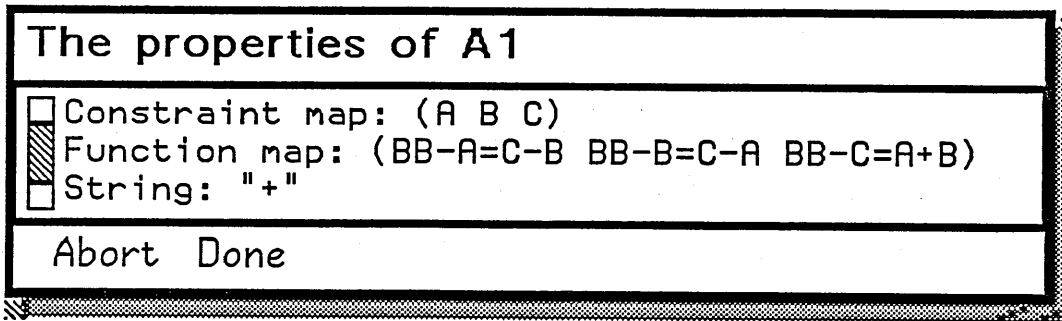 The properties of A1
Constraint map: (A B C)
Function map: (BB-A=C-B BB-B=C-A BB-C=A+B)
String: "+"
Abort Done